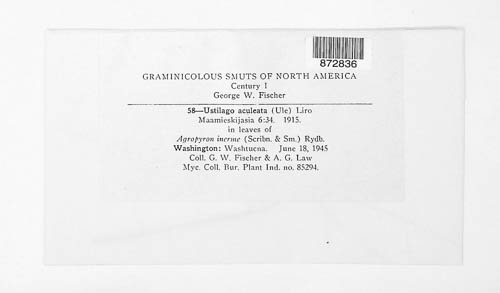 872836
GRAMINICOLOUS SMUTS OF NORTH AMERICA
Century I
George W. Fischer
58—Ustilago aculeata (Ule) Liro
Maamieskijasia 6:34. 1915.
in leaves of
Agropyron inerme (Scribn. & Sm.) Rydb.
Washington: Washtucna. June 18, 1945
Coll. G. W. Fischer & A. G. Law
Myc. Coll. Bur. Plant Ind. no. 85294.